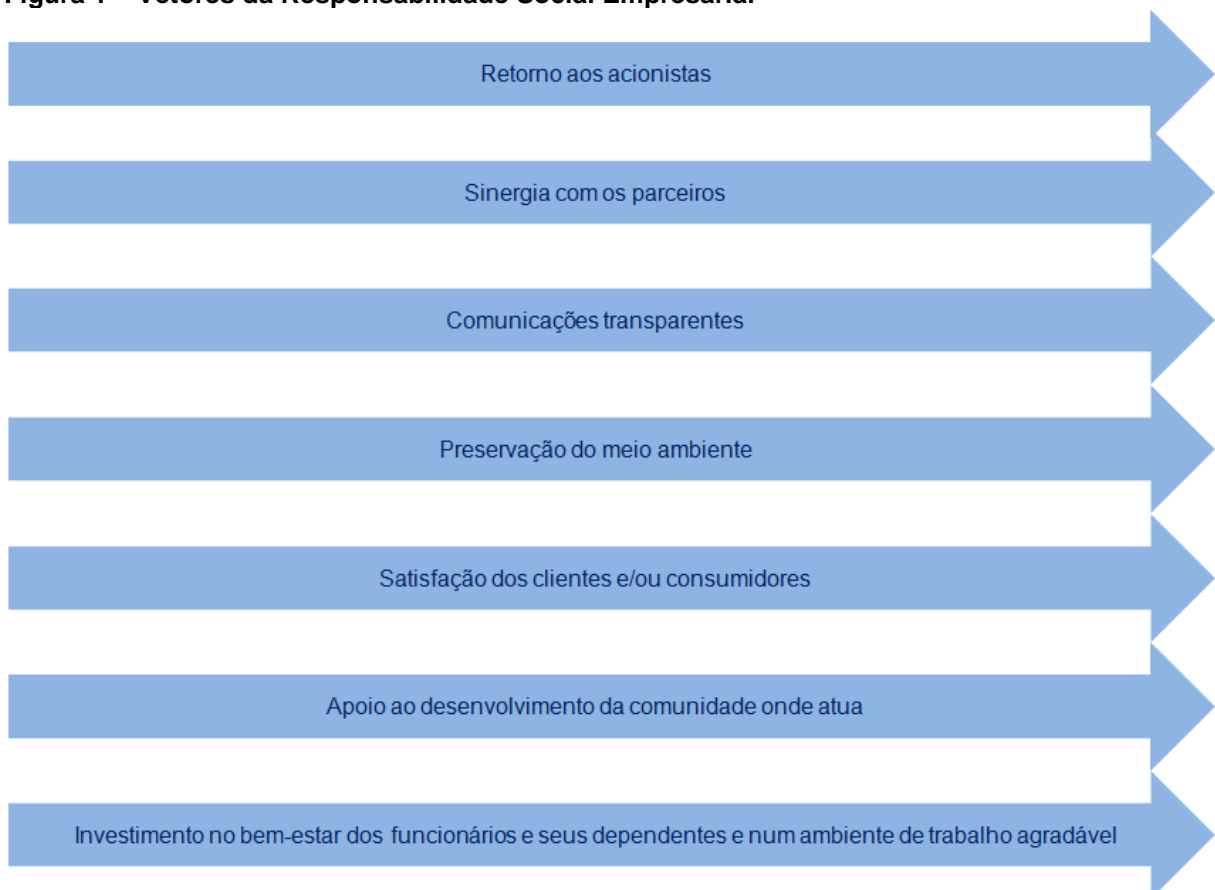 Figura 1 – Vetores da Responsabilidade Social Empresarial
Retorno aos acionistas
Sinergia com os parceiros
Comunicações transparentes
Preservação do meio ambiente
Satisfação dos clientes e/ou consumidores
Apoio ao desenvolvimento da comunidade onde atua
Investimento no bem-estar dos funcionários e seus dependentes e num ambiente de trabalho agradável